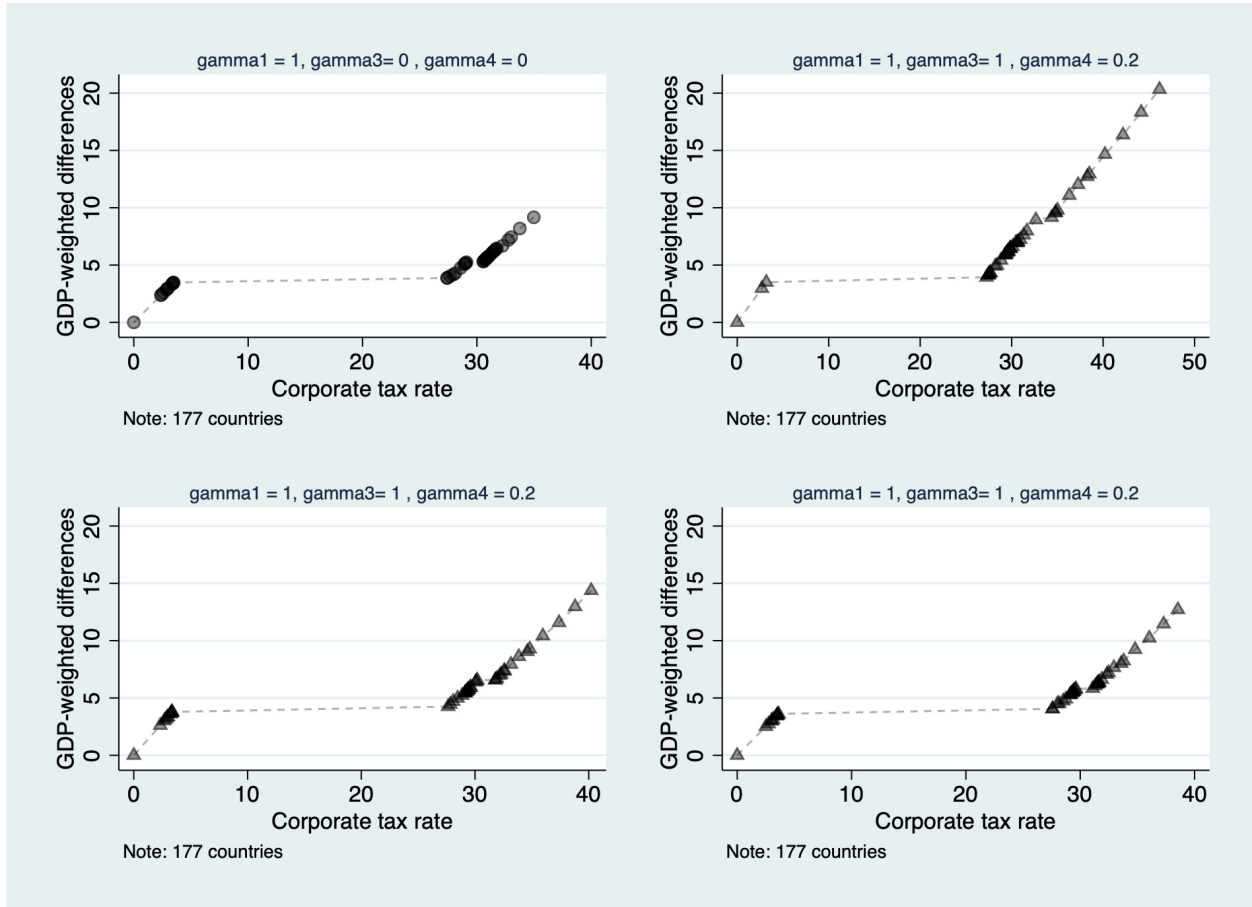 gamma1 = 1, gamma3= 0 , gamma4 = 0
GDP-weighted differences
20
15
10
5
0
0 10 20 30 40
Corporate tax rate
Note: 177 countries
gamma1 = 1, gamma3= 1 , gamma4 = 0.2
GDP-weighted differences
20
15
10
5
0
0 10 20 30 40 50
Corporate tax rate
Note: 177 countries
gamma1 = 1, gamma3= 1 , gamma4 = 0.2
GDP-weighted differences
20
15
10
5
0
0 10 20 30 40
Corporate tax rate
Note: 177 countries
gamma1 = 1, gamma3= 1 , gamma4 = 0.2
GDP-weighted differences
20
15
10
5
0
0 10 20 30 40
Corporate tax rate
Note: 177 countries